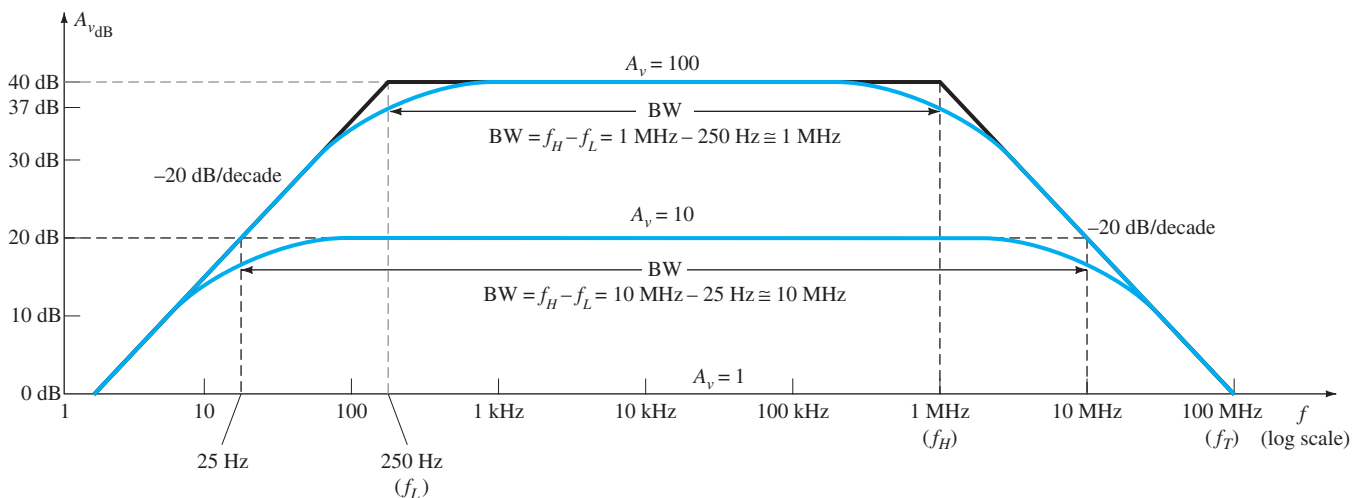 A_v_dB
40 dB
37 dB
30 dB
20 dB
10 dB
0 dB
A_v = 100
BW
BW = f_H – f_L = 1 MHz – 250 Hz ≅ 1 MHz
–20 dB/decade
A_v = 10
–20 dB/decade
BW
BW = f_H – f_L = 10 MHz – 25 Hz ≅ 10 MHz
A_v = 1
1
10
100
1 kHz
10 kHz
100 kHz
1 MHz
(f_H)
10 MHz
100 MHz
(f_T)
f
(log scale)
25 Hz
250 Hz
(f_L)